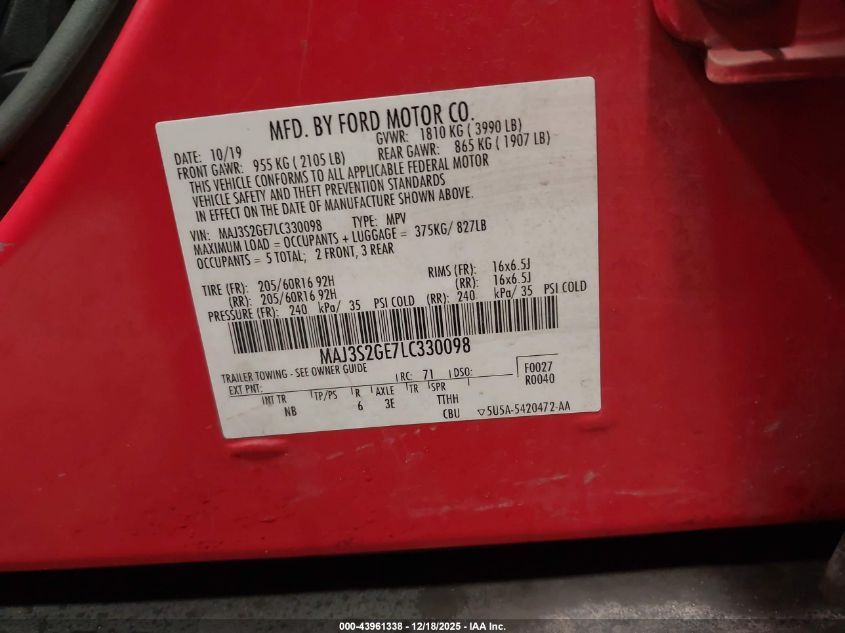 MFD. BY FORD MOTOR CO.
DATE: 10/19 GVWR: 1810 KG ( 3990 LB)
FRONT GAWR: 955 KG ( 2105 LB) REAR GAWR: 865 KG ( 1907 LB)
THIS VEHICLE CONFORMS TO ALL APPLICABLE FEDERAL MOTOR
VEHICLE SAFETY AND THEFT PREVENTION STANDARDS
IN EFFECT ON THE DATE OF MANUFACTURE SHOWN ABOVE.
VIN: MAJ3S2GE7LC330098 TYPE: MPV
MAXIMUM LOAD = OCCUPANTS + LUGGAGE = 375KG/ 827LB
OCCUPANTS = 5 TOTAL; 2 FRONT, 3 REAR
TIRE (FR): 205/60R16 92H RIMS (FR): 16x6.5J
(RR): 205/60R16 92H (RR): 16x6.5J
PRESSURE (FR): 240 kPa/ 35 PSI COLD (RR): 240 kPa/ 35 PSI COLD
MAJ3S2GE7LC330098
TRAILER TOWING - SEE OWNER GUIDE
EXT PNT: RC: 71 DSO: F0027
R0040
INT TR TP/PS R AXLE TR SPR
NB 6 3E TTHH
CBU ▽5U5A-5420472-AA
000-43961338 – 12/18/2025 - IAA Inc.